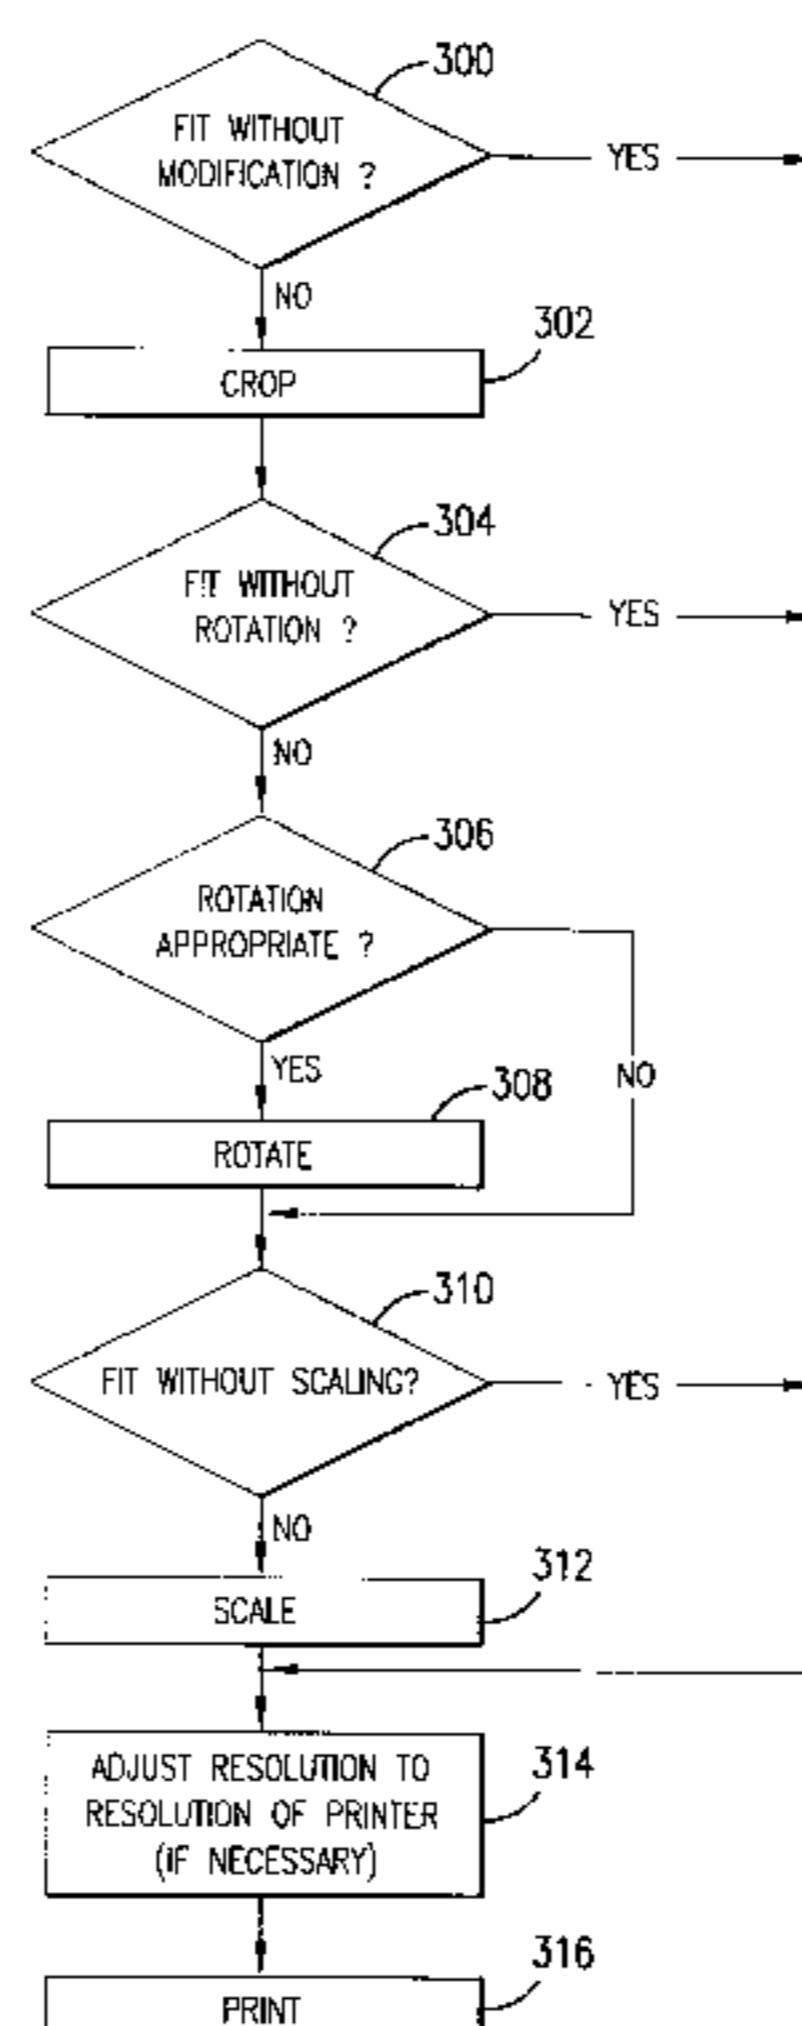 300
FIT WITHOUT
MODIFICATION ?
YES
NO
302
CROP
304
FIT WITHOUT
ROTATION ?
YES
NO
306
ROTATION
APPROPRIATE ?
NO
YES
308
ROTATE
310
FIT WITHOUT SCALING?
YES
NO
312
SCALE
314
ADJUST RESOLUTION TO
RESOLUTION OF PRINTER
(IF NECESSARY)
316
PRINT